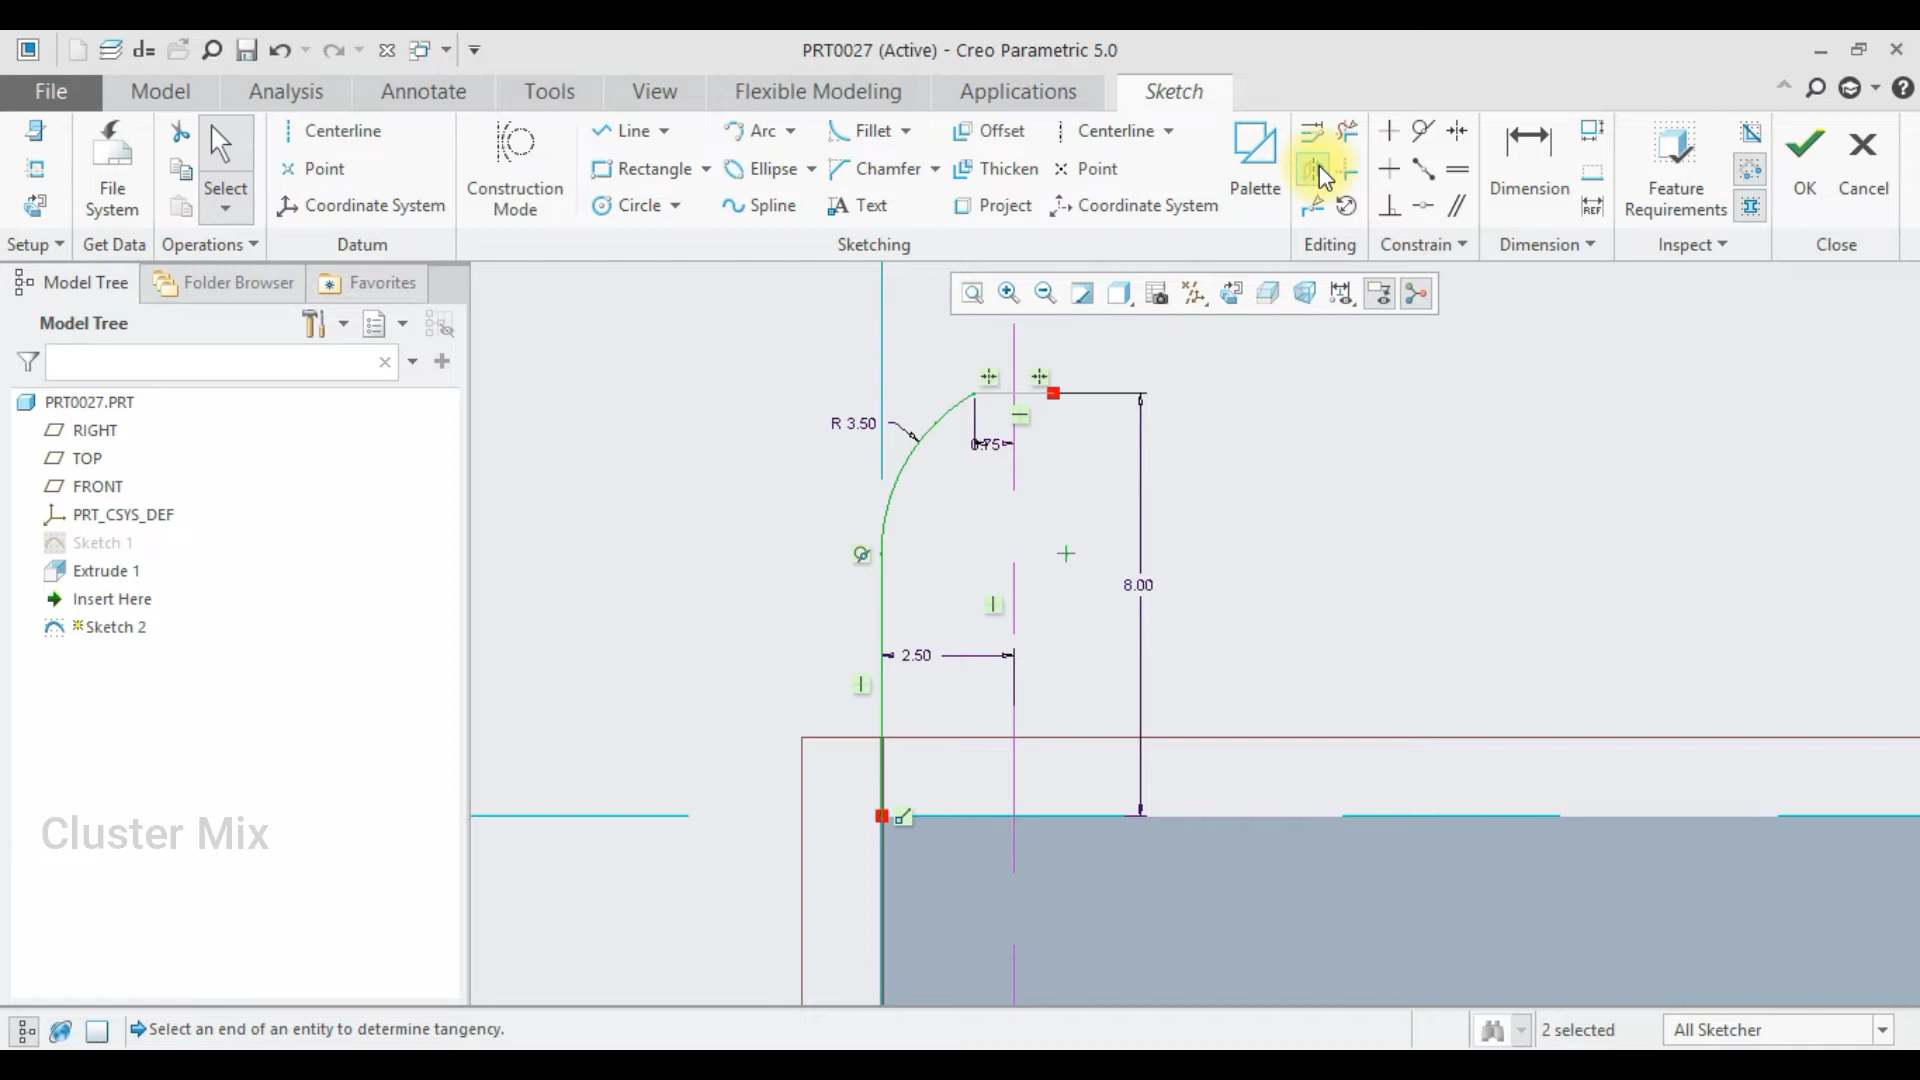 PRT0027 (Active) - Creo Parametric 5.0
d=
File Model Analysis Annotate Tools View Flexible Modeling Applications Sketch
Centerline
Point
Coordinate System
File System
Select
Construction Mode
Line
Rectangle
Circle
Arc
Ellipse
Spline
Fillet
Chamfer
Text
Offset
Thicken
Project
Centerline
Point
Coordinate System
Palette
Dimension
REF
Feature Requirements
OK
Cancel
Setup Get Data Operations Datum Sketching Editing Constrain Dimension Inspect Close
Model Tree Folder Browser Favorites
Model Tree
PRT0027.PRT
RIGHT
TOP
FRONT
PRT_CSYS_DEF
Sketch 1
Extrude 1
Insert Here
Sketch 2
R 3.50
0.75
8.00
2.50
Cluster Mix
Select an end of an entity to determine tangency.
2 selected
All Sketcher